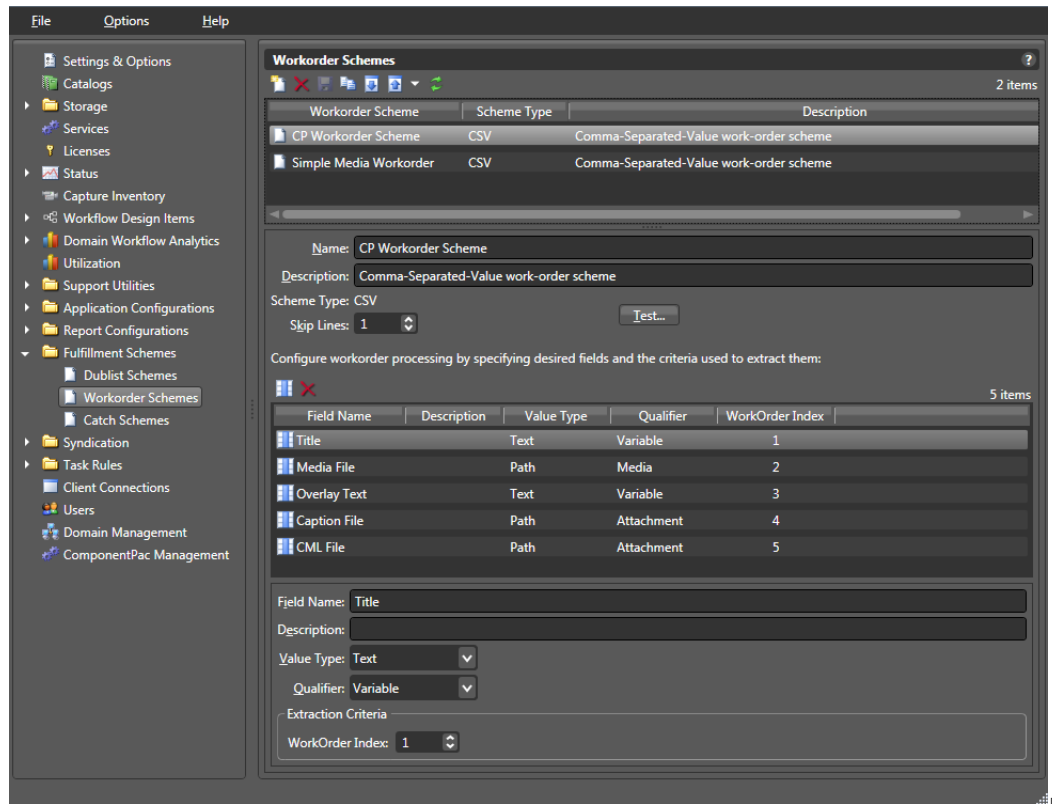 File Options Help
Settings & Options
Catalogs
Storage
Services
Licenses
Status
Capture Inventory
Workflow Design Items
Domain Workflow Analytics
Utilization
Support Utilities
Application Configurations
Report Configurations
Fulfillment Schemes
Dublist Schemes
Workorder Schemes
Catch Schemes
Syndication
Task Rules
Client Connections
Users
Domain Management
ComponentPac Management
Workorder Schemes ?
2 items
Workorder Scheme Scheme Type Description
CP Workorder Scheme CSV Comma-Separated-Value work-order scheme
Simple Media Workorder CSV Comma-Separated-Value work-order scheme
Name: CP Workorder Scheme
Description: Comma-Separated-Value work-order scheme
Scheme Type: CSV
Skip Lines: 1 Test...
Configure workorder processing by specifying desired fields and the criteria used to extract them:
5 items
Field Name Description Value Type Qualifier WorkOrder Index
Title Text Variable 1
Media File Path Media 2
Overlay Text Text Variable 3
Caption File Path Attachment 4
CML File Path Attachment 5
Field Name: Title
Description:
Value Type: Text
Qualifier: Variable
Extraction Criteria
WorkOrder Index: 1